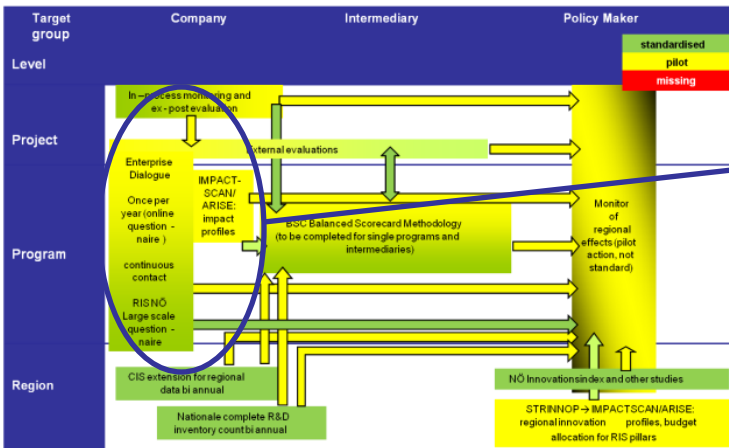 Target group
Company
Intermediary
Policy Maker
Level
standardised
pilot
missing
In –process monitoring and
ex - post evaluation
Project
External evaluations
Enterprise
Dialogue
Once per
year (online
question -
naire )
continuous
contact
RIS NÖ
Large scale
question -
naire
IMPACT-
SCAN/
ARISE:
impact
profiles
BSC Balanced Scorecard Methodology
(to be completed for single programs and
intermediaries)
Monitor
of
regional
effects (pilot
action, not
standard)
Program
Region
CIS extension for regional
data bi annual
Nationale complete R&D
inventory count bi annual
NÖ Innovationsindex and other studies
STRINNOP → IMPACTSCAN/ARISE:
regional innovation profiles, budget
allocation for RIS pillars